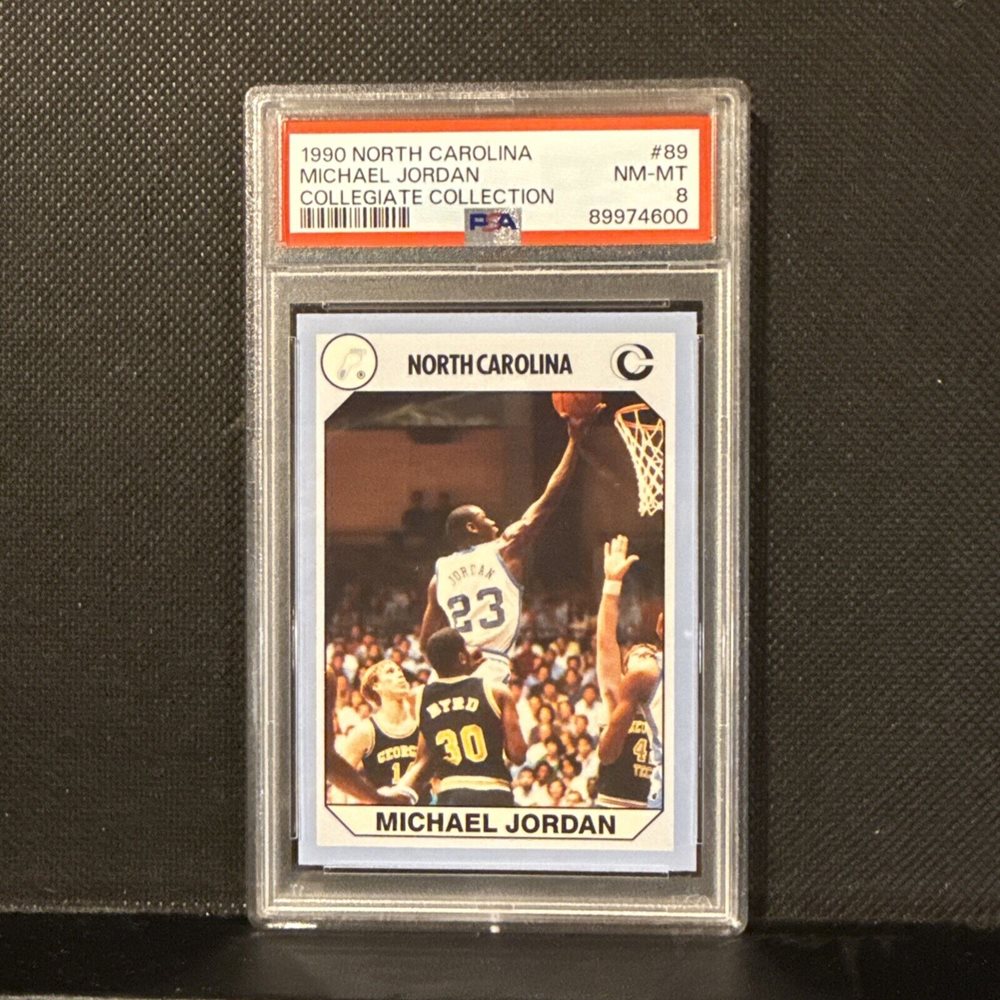 1990 NORTH CAROLINA #89
MICHAEL JORDAN NM-MT
COLLEGIATE COLLECTION 8
PSA 89974600
NORTH CAROLINA
JORDAN
23
BYRD
30
4
MICHAEL JORDAN